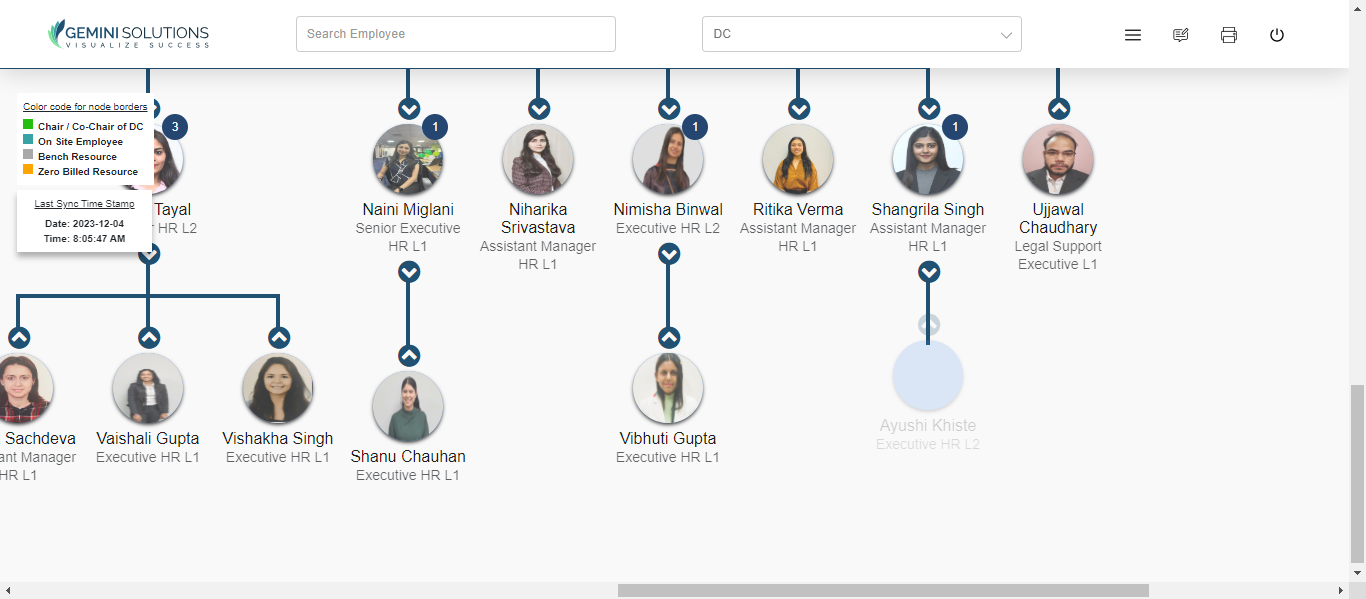 GEMINI SOLUTIONS
VISUALIZE SUCCESS
Search Employee
DC
Color code for node borders
Chair / Co-Chair of DC
On Site Employee
Bench Resource
Zero Billed Resource
Last Sync Time Stamp
Date: 2023-12-04
Time: 8:05:47 AM
3
Tayal
HR L2
1
Naini Miglani
Senior Executive
HR L1
Niharika
Srivastava
Assistant Manager
HR L1
1
Nimisha Binwal
Executive HR L2
Ritika Verma
Assistant Manager
HR L1
1
Shangrila Singh
Assistant Manager
HR L1
Ujjawal
Chaudhary
Legal Support
Executive L1
Sachdeva
ant Manager
HR L1
Vaishali Gupta
Executive HR L1
Vishakha Singh
Executive HR L1
Shanu Chauhan
Executive HR L1
Vibhuti Gupta
Executive HR L1
Ayushi Khiste
Executive HR L2